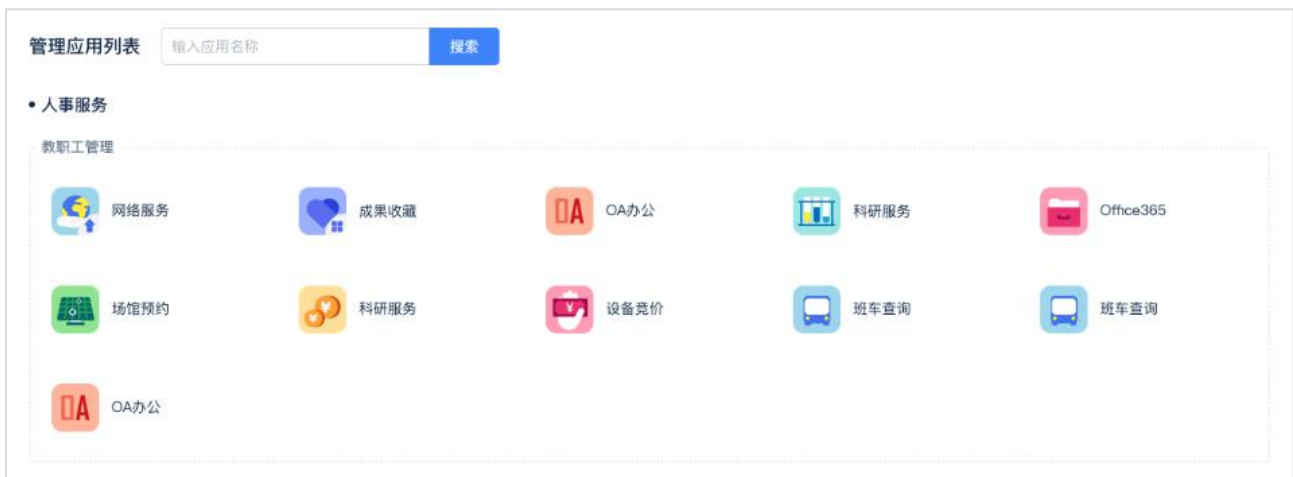 管理应用列表 输入应用名称 搜索
• 人事服务
教职工管理
网络服务 成果收藏 OA OA办公 科研服务 Office365
场馆预约 科研服务 设备竞价 班车查询 班车查询
OA OA办公